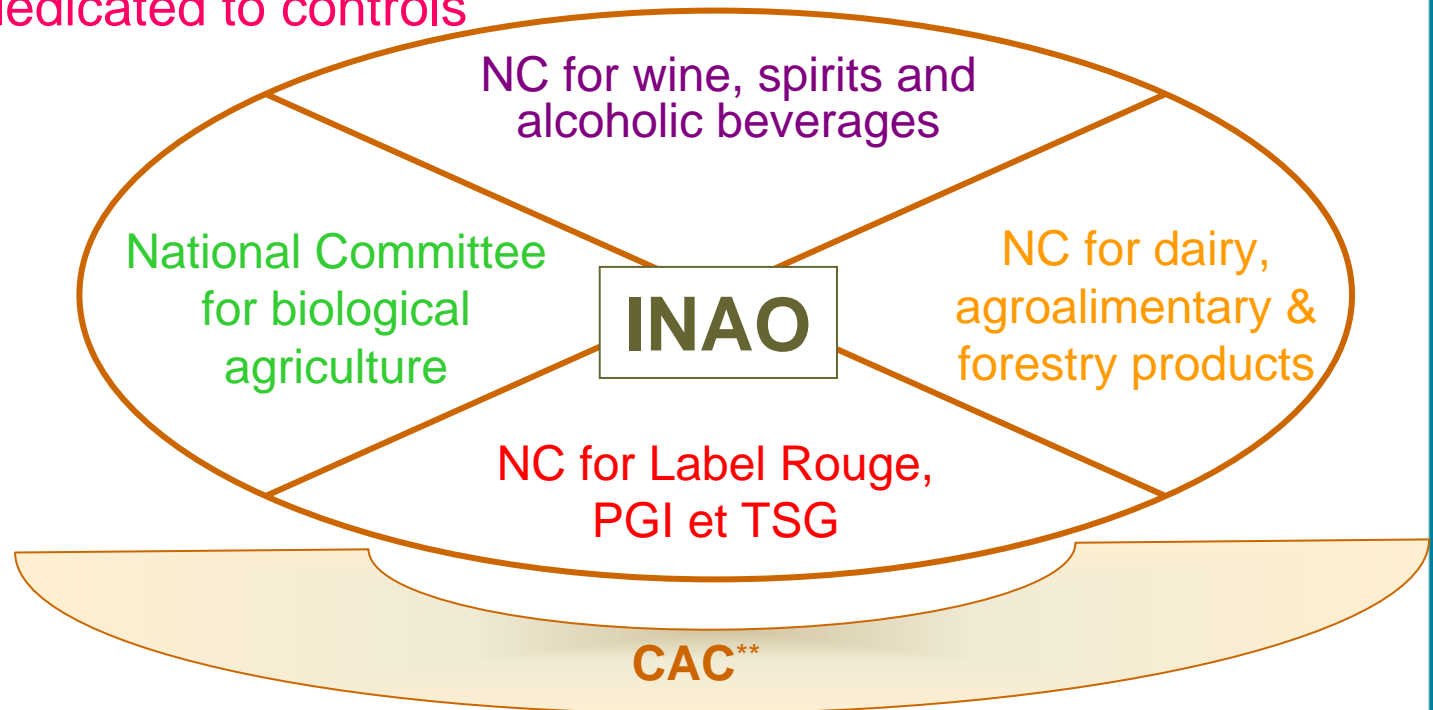 dedicated to controls
NC for wine, spirits and
alcoholic beverages
National Committee
for biological
agriculture
INAO
NC for dairy,
agroalimentary &
forestry products
NC for Label Rouge,
PGI et TSG
CAC**